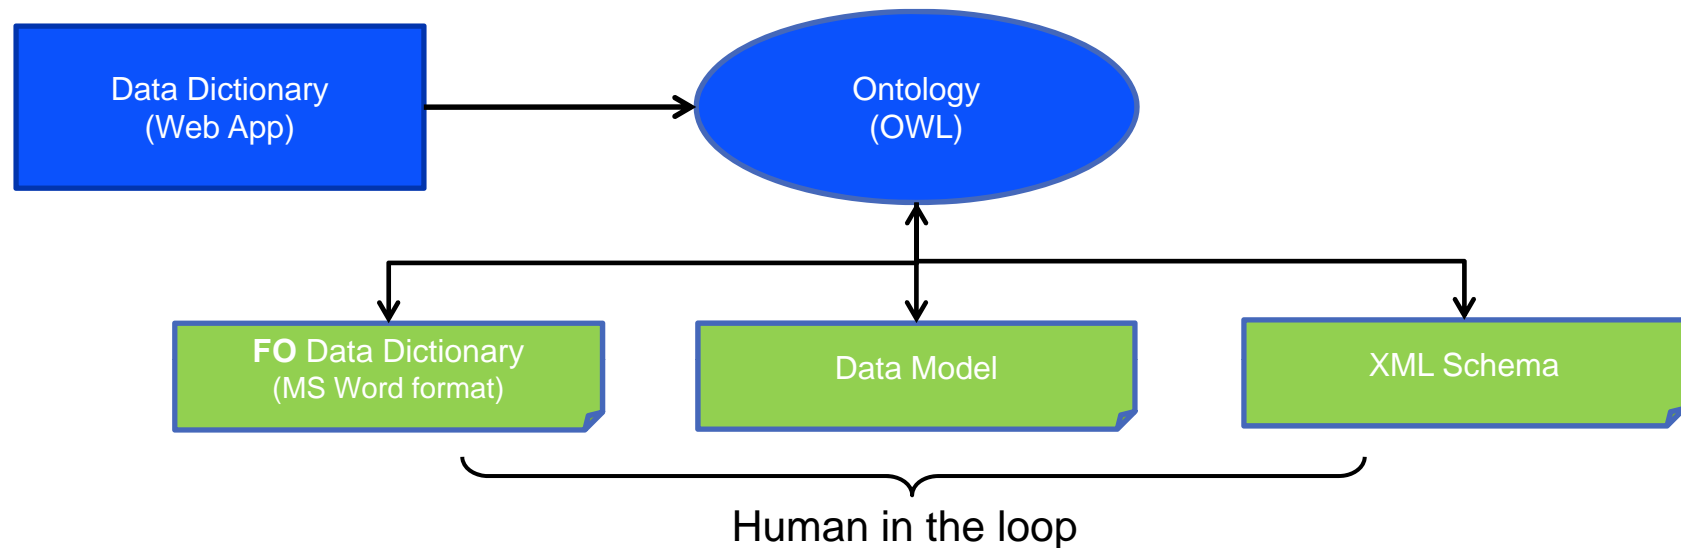 Data Dictionary
(Web App)
Ontology
(OWL)
FO Data Dictionary
(MS Word format)
Data Model
XML Schema
Human in the loop